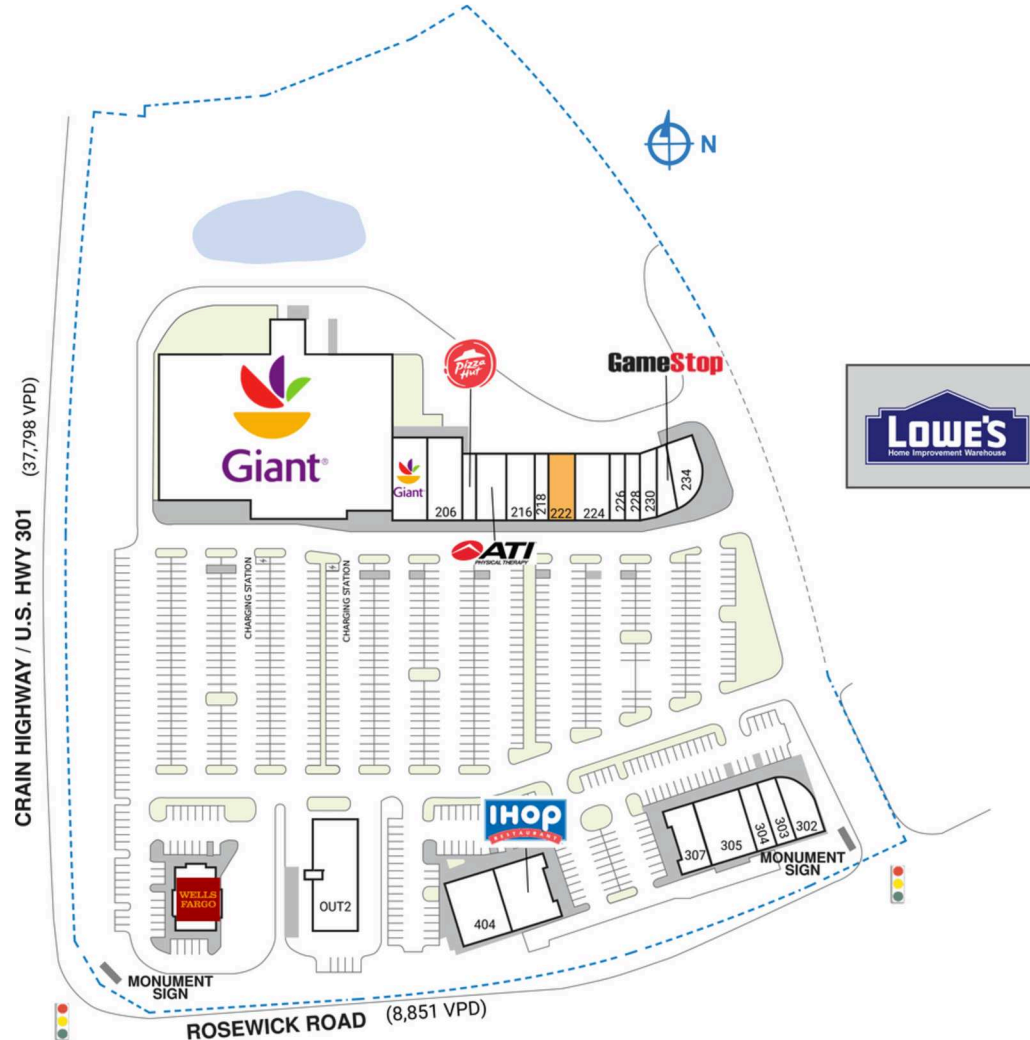 N
CRAIN HIGHWAY / U.S. HWY 301 (37,798 VPD)
Pizza
Hut
GameStop
LOWE'S
Home Improvement Warehouse
Giant®
Giant
206
216
218
222
224
226
228
230
234
ATI
PHYSICAL THERAPY
CHARGING STATION
CHARGING STATION
IHOP
RESTAURANT
307
305
304
303
302
MONUMENT
SIGN
WELLS
FARGO
OUT2
404
MONUMENT
SIGN
ROSEWICK ROAD (8,851 VPD)